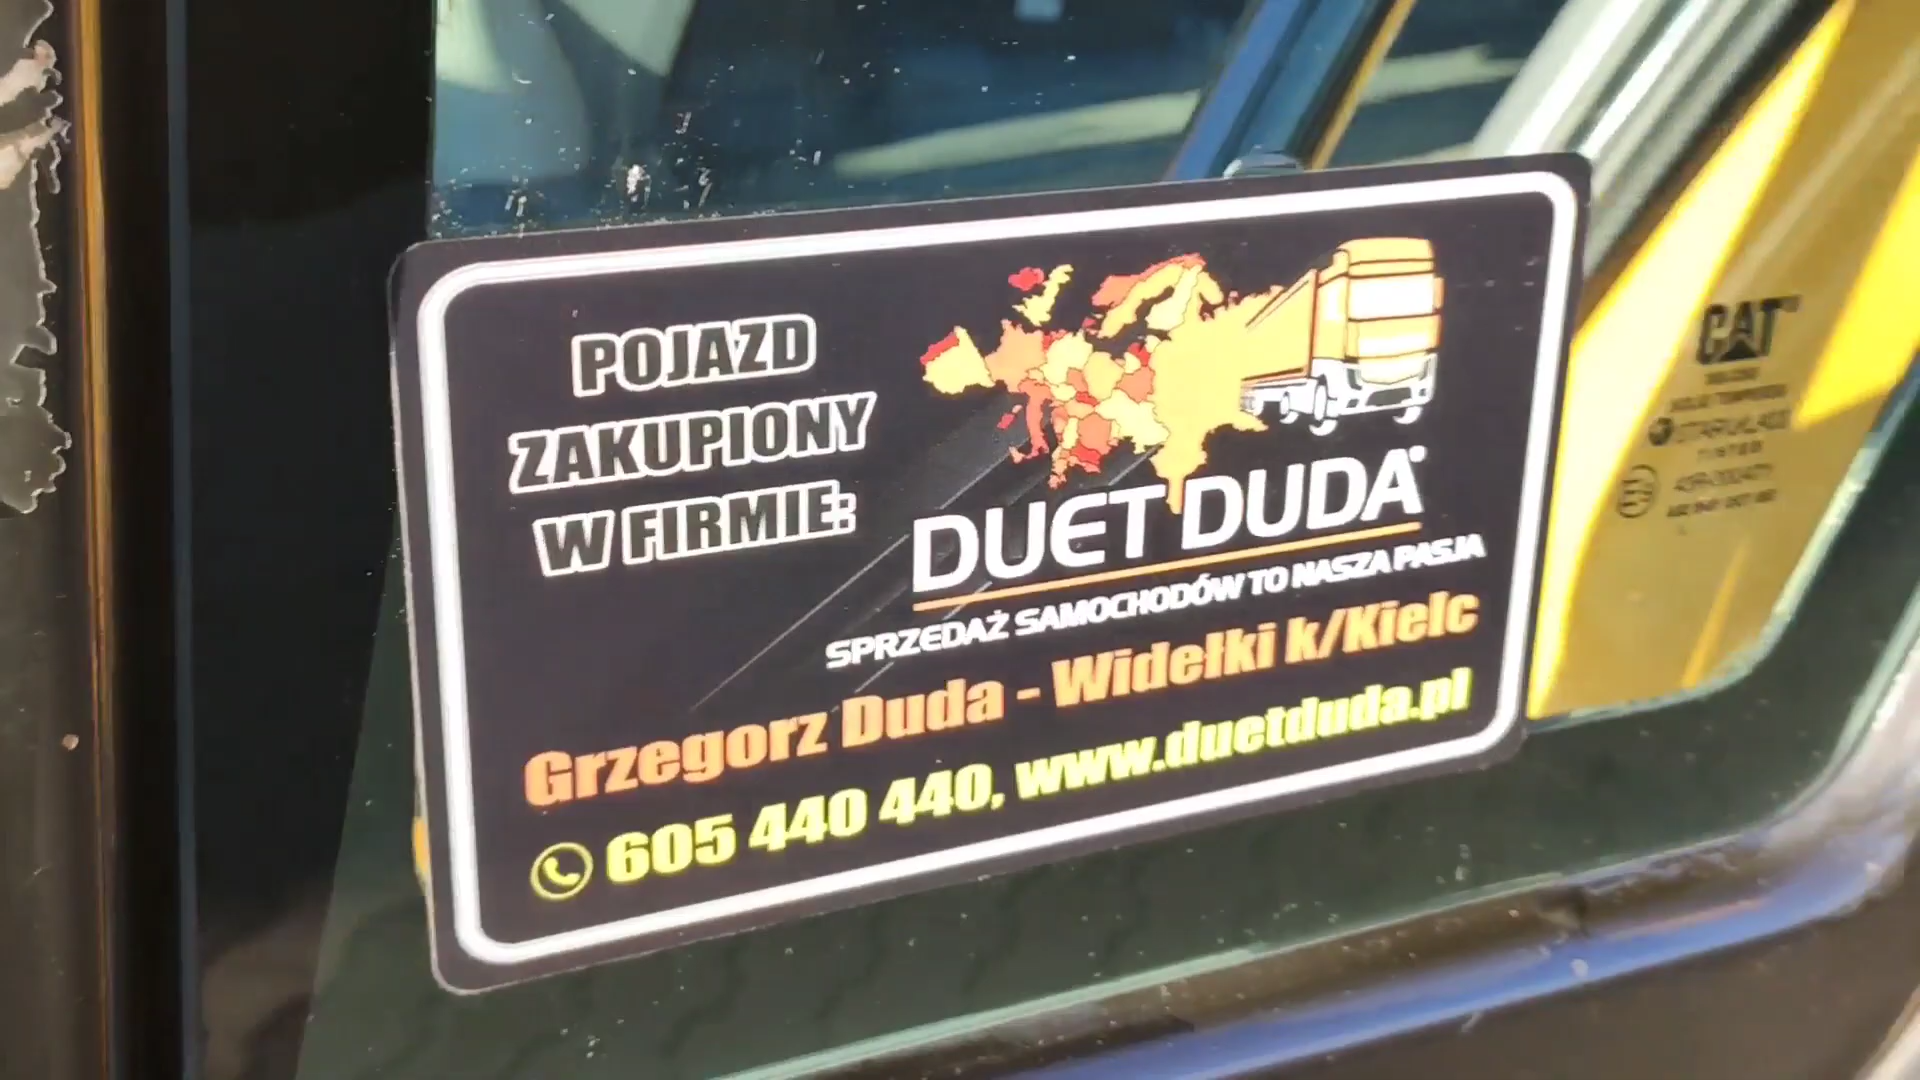 POJAZD
ZAKUPIONY
W FIRMIE:
DUET DUDA
SPRZEDAŻ SAMOCHODÓW TO NASZA PASJA
Grzegorz Duda - Widełki k/Kielc
605 440 440, www.duetduda.pl
CAT
TINTED